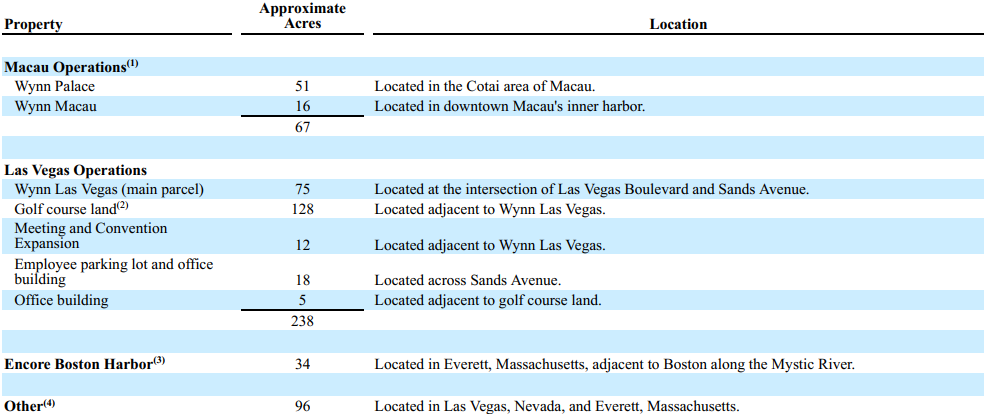 Property Approximate Acres Location
Macau Operations(1)
Wynn Palace 51 Located in the Cotai area of Macau.
Wynn Macau 16 Located in downtown Macau's inner harbor.
67
Las Vegas Operations
Wynn Las Vegas (main parcel) 75 Located at the intersection of Las Vegas Boulevard and Sands Avenue.
Golf course land(2) 128 Located adjacent to Wynn Las Vegas.
Meeting and Convention
Expansion 12 Located adjacent to Wynn Las Vegas.
Employee parking lot and office
building 18 Located across Sands Avenue.
Office building 5 Located adjacent to golf course land.
238
Encore Boston Harbor(3) 34 Located in Everett, Massachusetts, adjacent to Boston along the Mystic River.
Other(4) 96 Located in Las Vegas, Nevada, and Everett, Massachusetts.